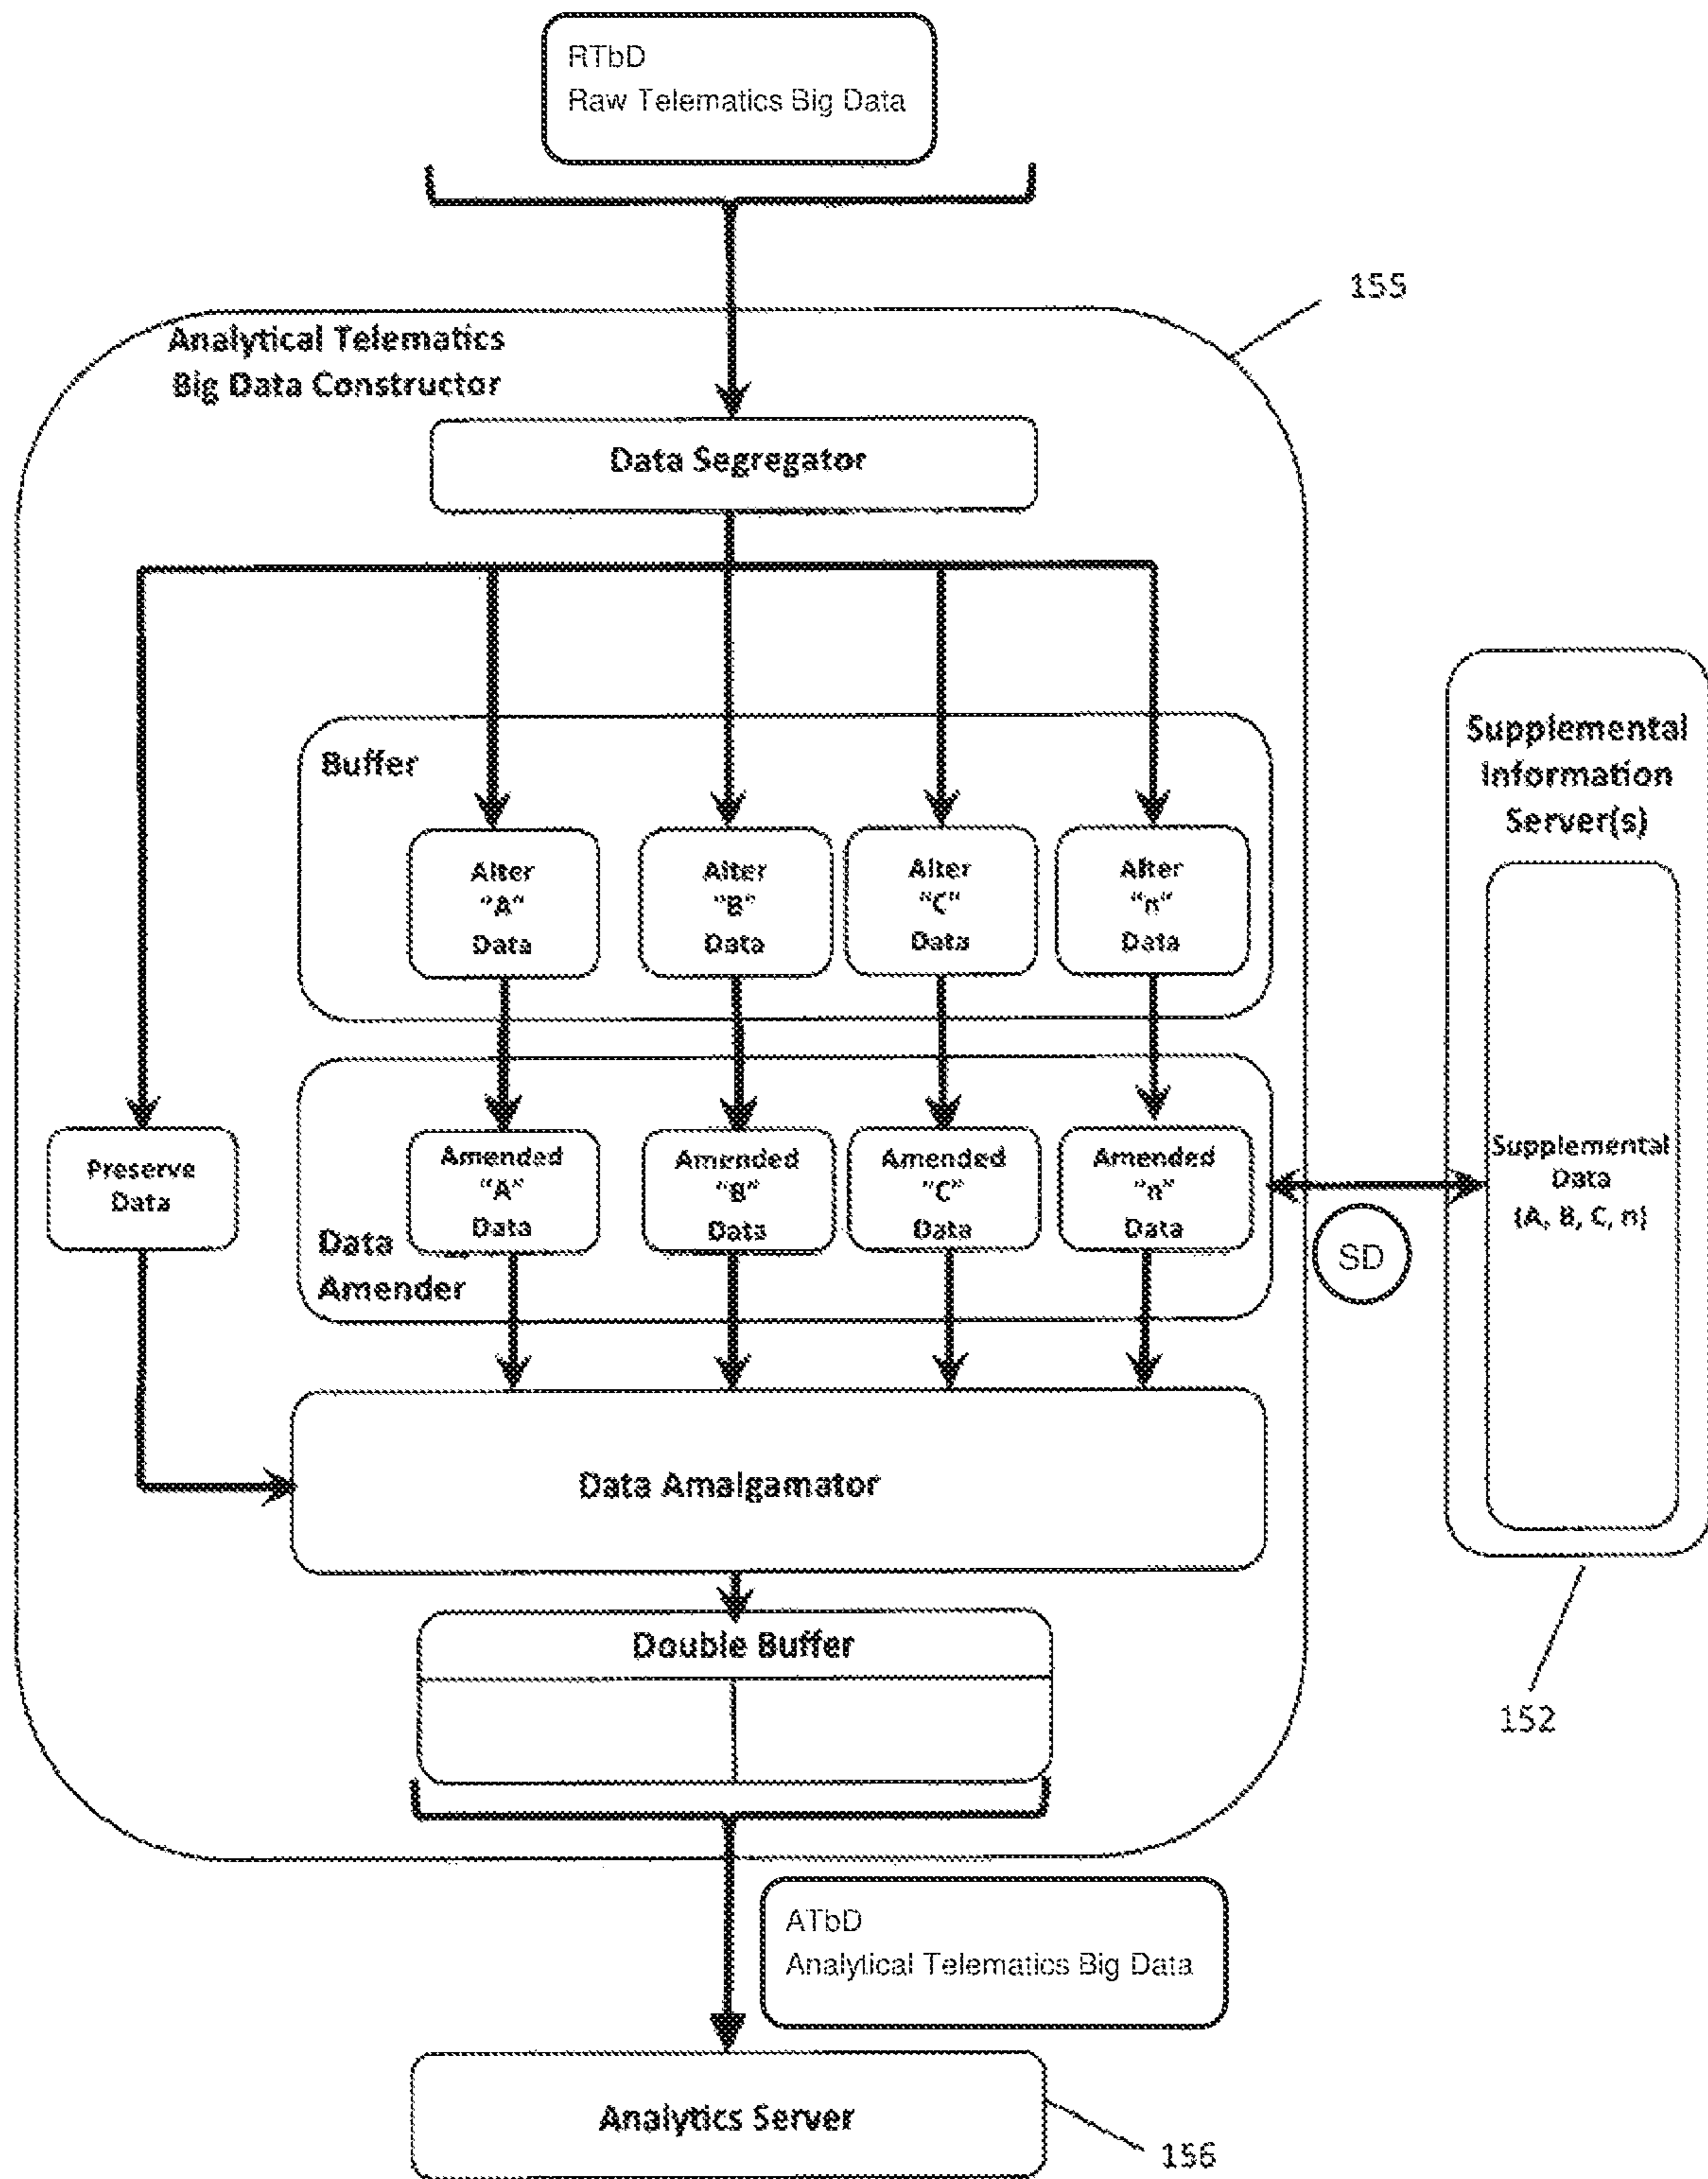 RTbD
Raw Telematics Big Data
155
Analytical Telematics
Big Data Constructor
Data Segregator
Buffer
Alter
"A"
Data
Alter
"B"
Data
Alter
"C"
Data
Alter
"n"
Data
Supplemental
Information
Server(s)
Preserve
Data
Amended
"A"
Data
Amended
"B"
Data
Amended
"C"
Data
Amended
"n"
Data
Data
Amender
SD
Supplemental
Data
(A, B, C, n)
Data Amalgamator
Double Buffer
152
ATbD
Analytical Telematics Big Data
Analytics Server
156